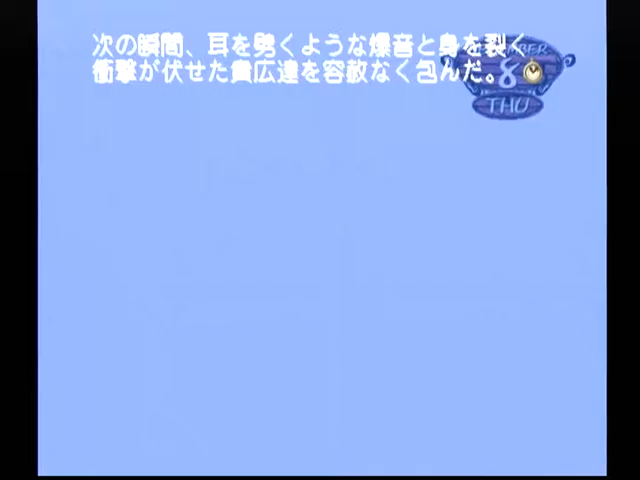 次の瞬間、耳を劈くような爆音と身を裂く
衝撃が伏せた貴広達を容赦なく包んだ。
8
THU